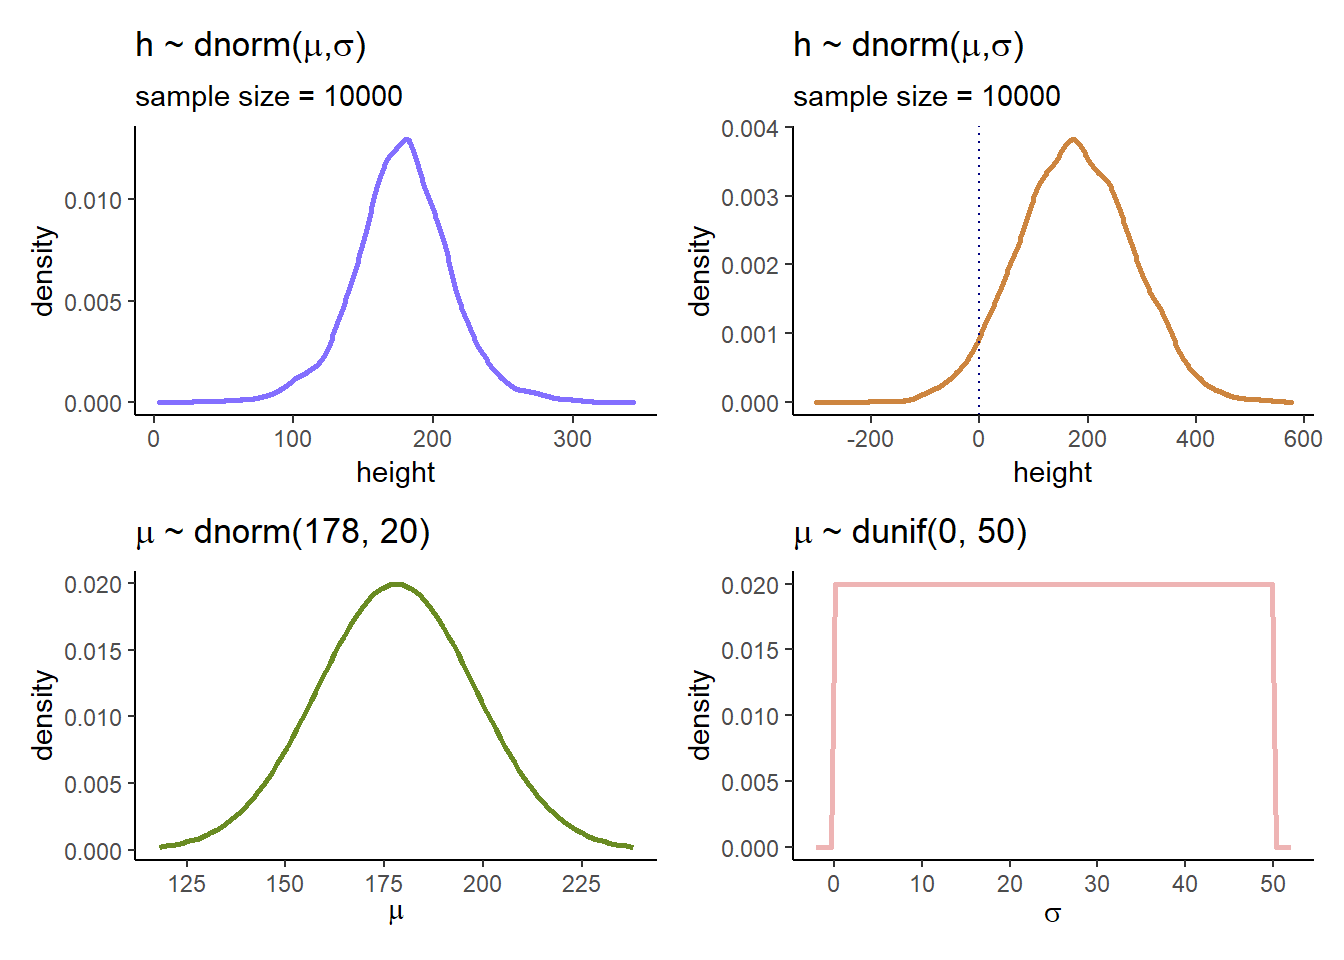 h ~ dnorm(μ,σ)
sample size = 10000
density
0.010
0.005
0.000
0 100 200 300
height
h ~ dnorm(μ,σ)
sample size = 10000
density
0.004
0.003
0.002
0.001
0.000
-200 0 200 400 600
height
μ ~ dnorm(178, 20)
density
0.020
0.015
0.010
0.005
0.000
125 150 175 200 225
μ
μ ~ dunif(0, 50)
density
0.020
0.015
0.010
0.005
0.000
0 10 20 30 40 50
σ